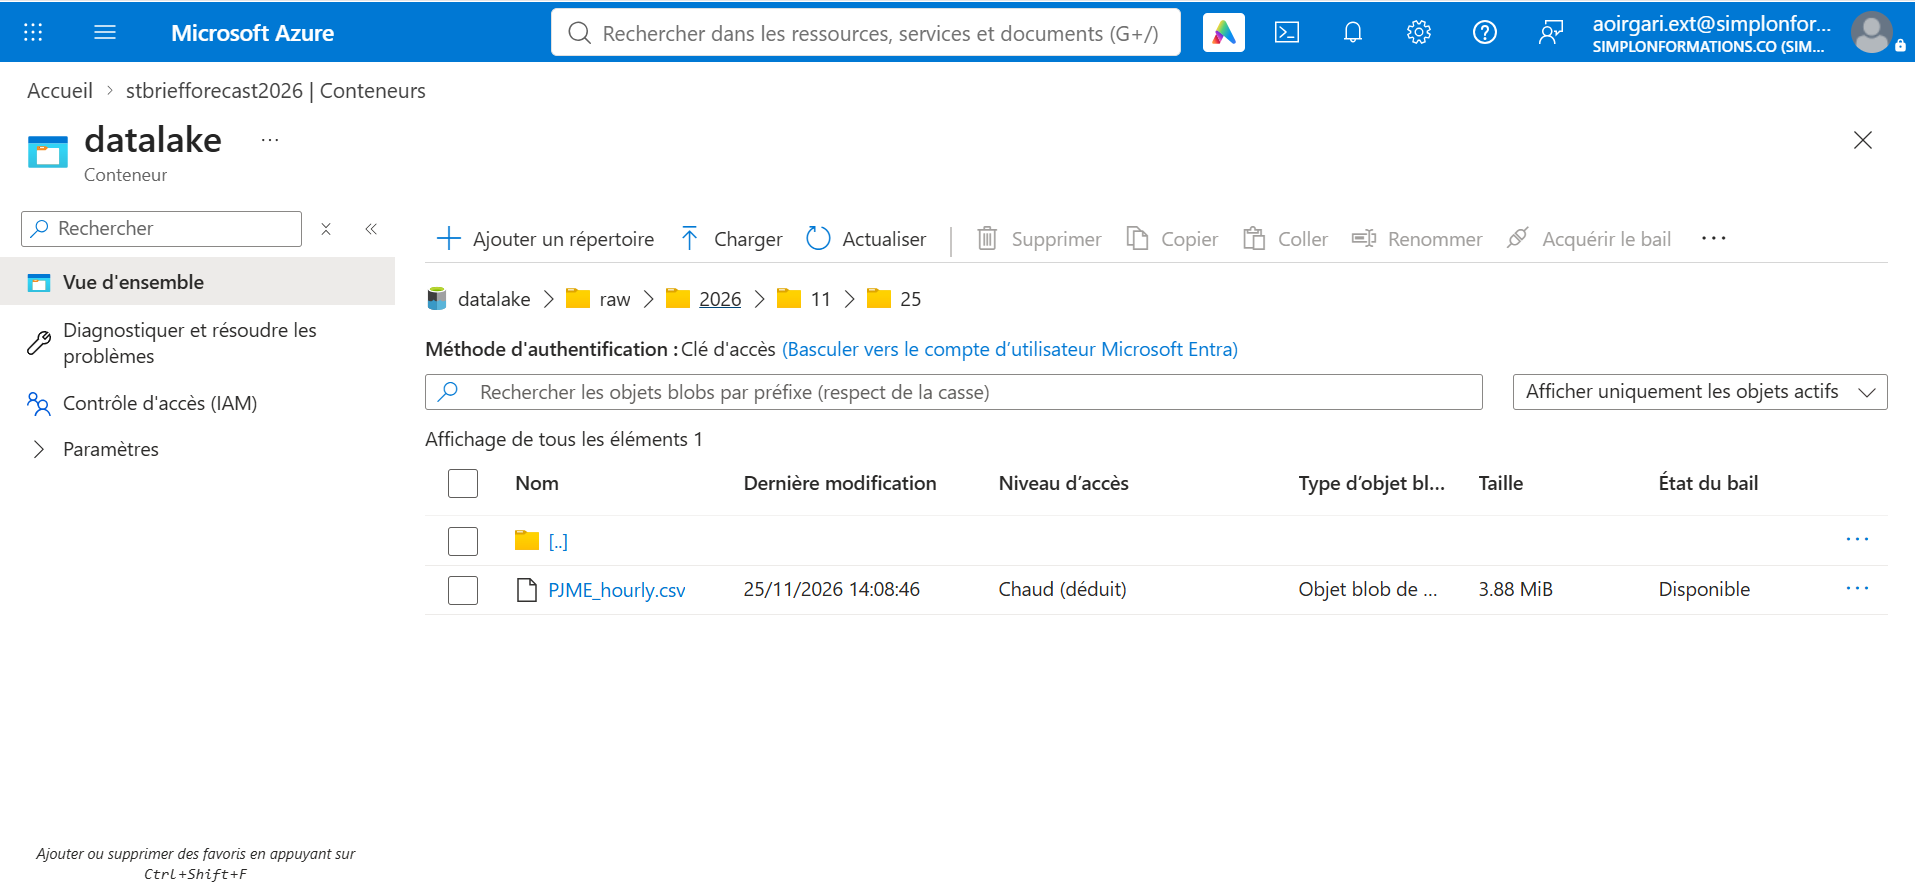 Microsoft Azure
Rechercher dans les ressources, services et documents (G+/)
aoirgari.ext@simplonfor...
SIMPLONFORMATIONS.CO (SIM...
Accueil > stbriefforecast2026 | Conteneurs
datalake ...
Conteneur
Rechercher
Vue d'ensemble
Diagnostiquer et résoudre les
problèmes
Contrôle d'accès (IAM)
Paramètres
Ajouter ou supprimer des favoris en appuyant sur
Ctrl+Shift+F
Ajouter un répertoire Charger Actualiser Supprimer Copier Coller Renommer Acquérir le bail ...
datalake > raw > 2026 > 11 > 25
Méthode d'authentification : Clé d'accès (Basculer vers le compte d’utilisateur Microsoft Entra)
Rechercher les objets blobs par préfixe (respect de la casse)
Afficher uniquement les objets actifs
Affichage de tous les éléments 1
Nom Dernière modification Niveau d’accès Type d’objet bl... Taille État du bail
[..] ...
PJME_hourly.csv 25/11/2026 14:08:46 Chaud (déduit) Objet blob de ... 3.88 MiB Disponible ...